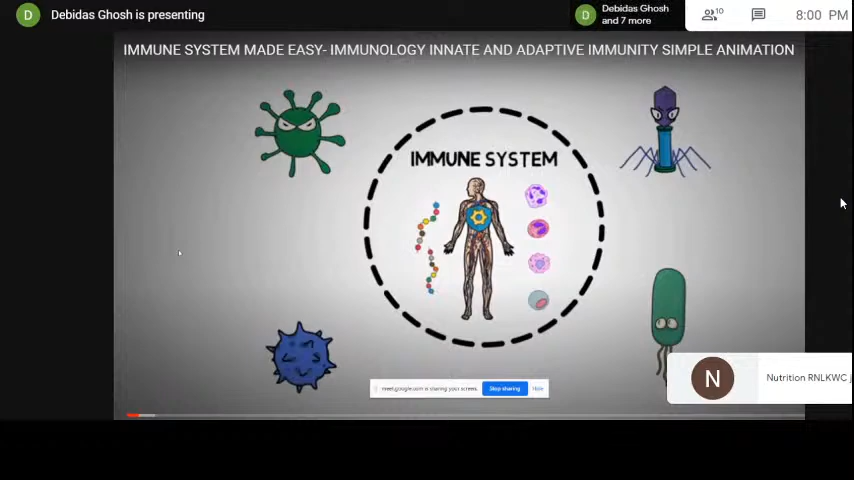 D
Debidas Ghosh is presenting
D
Debidas Ghosh
and 7 more
10
8:00 PM
IMMUNE SYSTEM MADE EASY- IMMUNOLOGY INNATE AND ADAPTIVE IMMUNITY SIMPLE ANIMATION
IMMUNE SYSTEM
meet.google.com is sharing your screen.
Stop sharing
Hide
N
Nutrition RNLKWC j